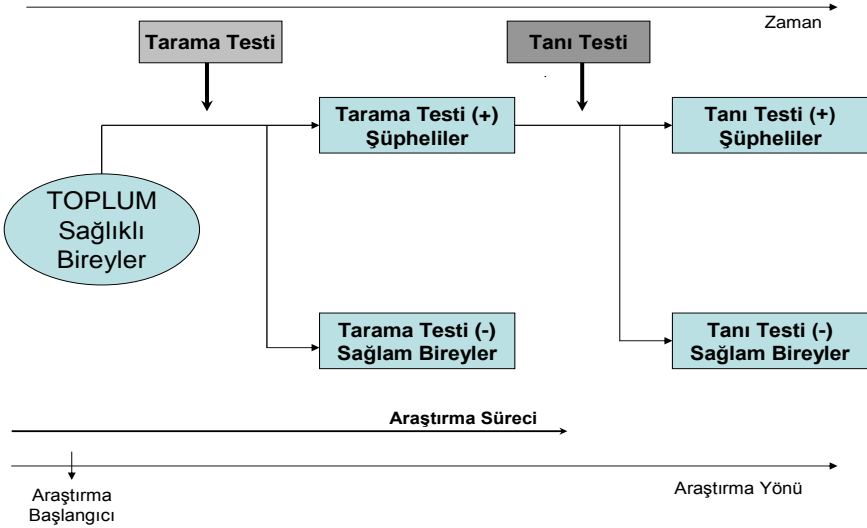 Zaman
Tarama Testi
Tanı Testi
Tarama Testi (+)
Şüpheliler
Tanı Testi (+)
Şüpheliler
TOPLUM
Sağlıklı
Bireyler
Tarama Testi (-)
Sağlam Bireyler
Tanı Testi (-)
Sağlam Bireyler
Araştırma Süreci
Araştırma Yönü
Araştırma
Başlangıcı